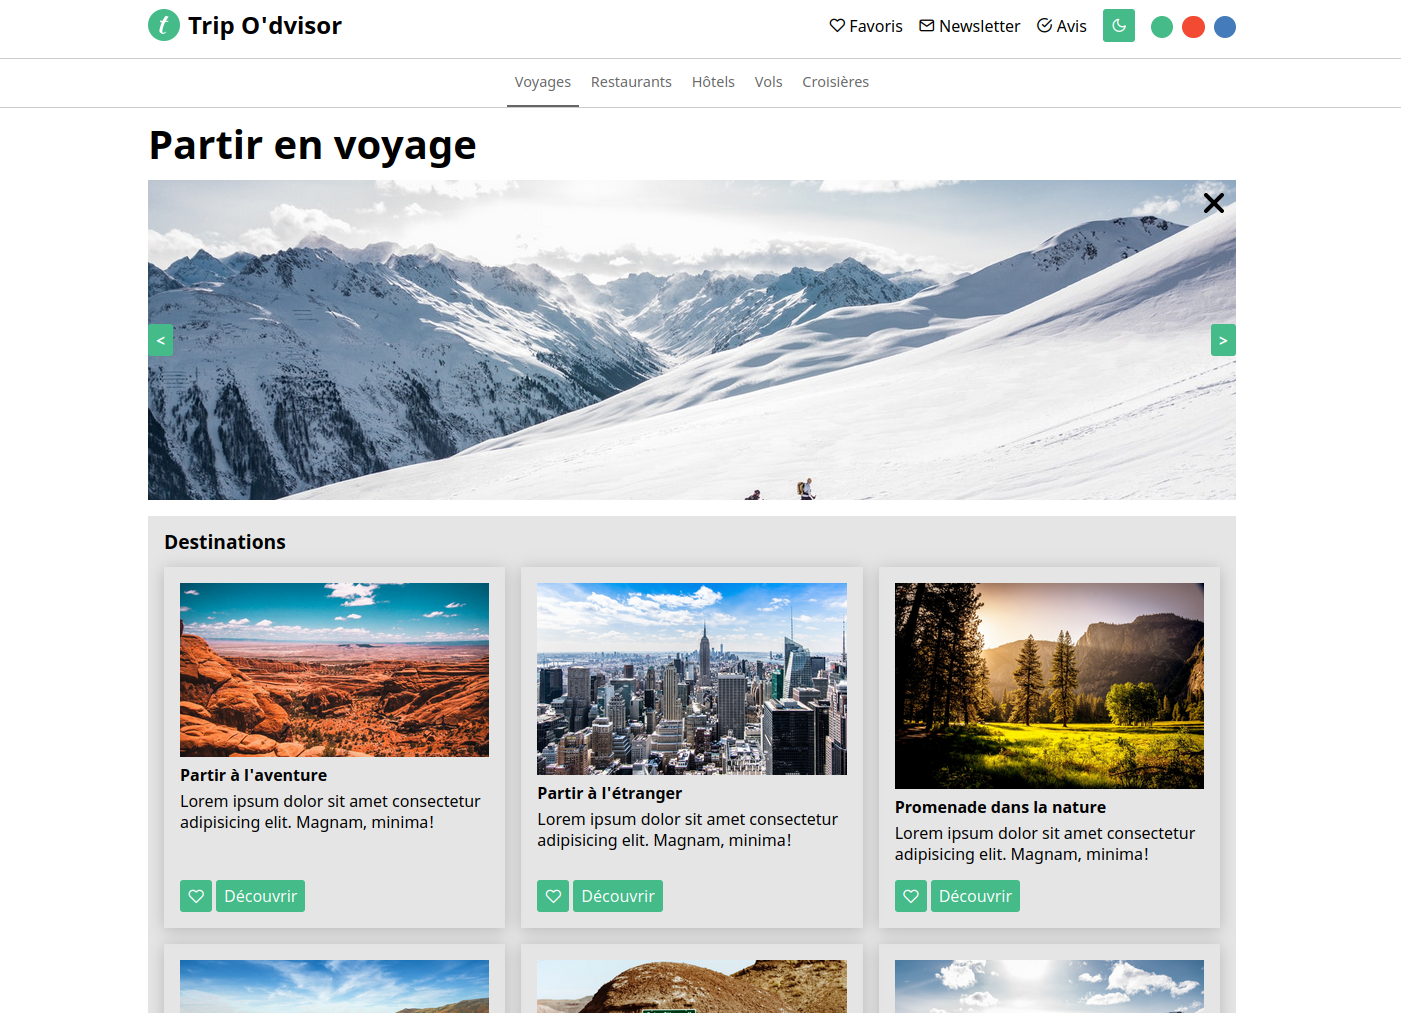 t Trip O'dvisor
Favoris Newsletter Avis
Voyages Restaurants Hôtels Vols Croisières
Partir en voyage
< >
Destinations
Partir à l'aventure
Lorem ipsum dolor sit amet consectetur
adipisicing elit. Magnam, minima!
Découvrir
Partir à l'étranger
Lorem ipsum dolor sit amet consectetur
adipisicing elit. Magnam, minima!
Découvrir
Promenade dans la nature
Lorem ipsum dolor sit amet consectetur
adipisicing elit. Magnam, minima!
Découvrir